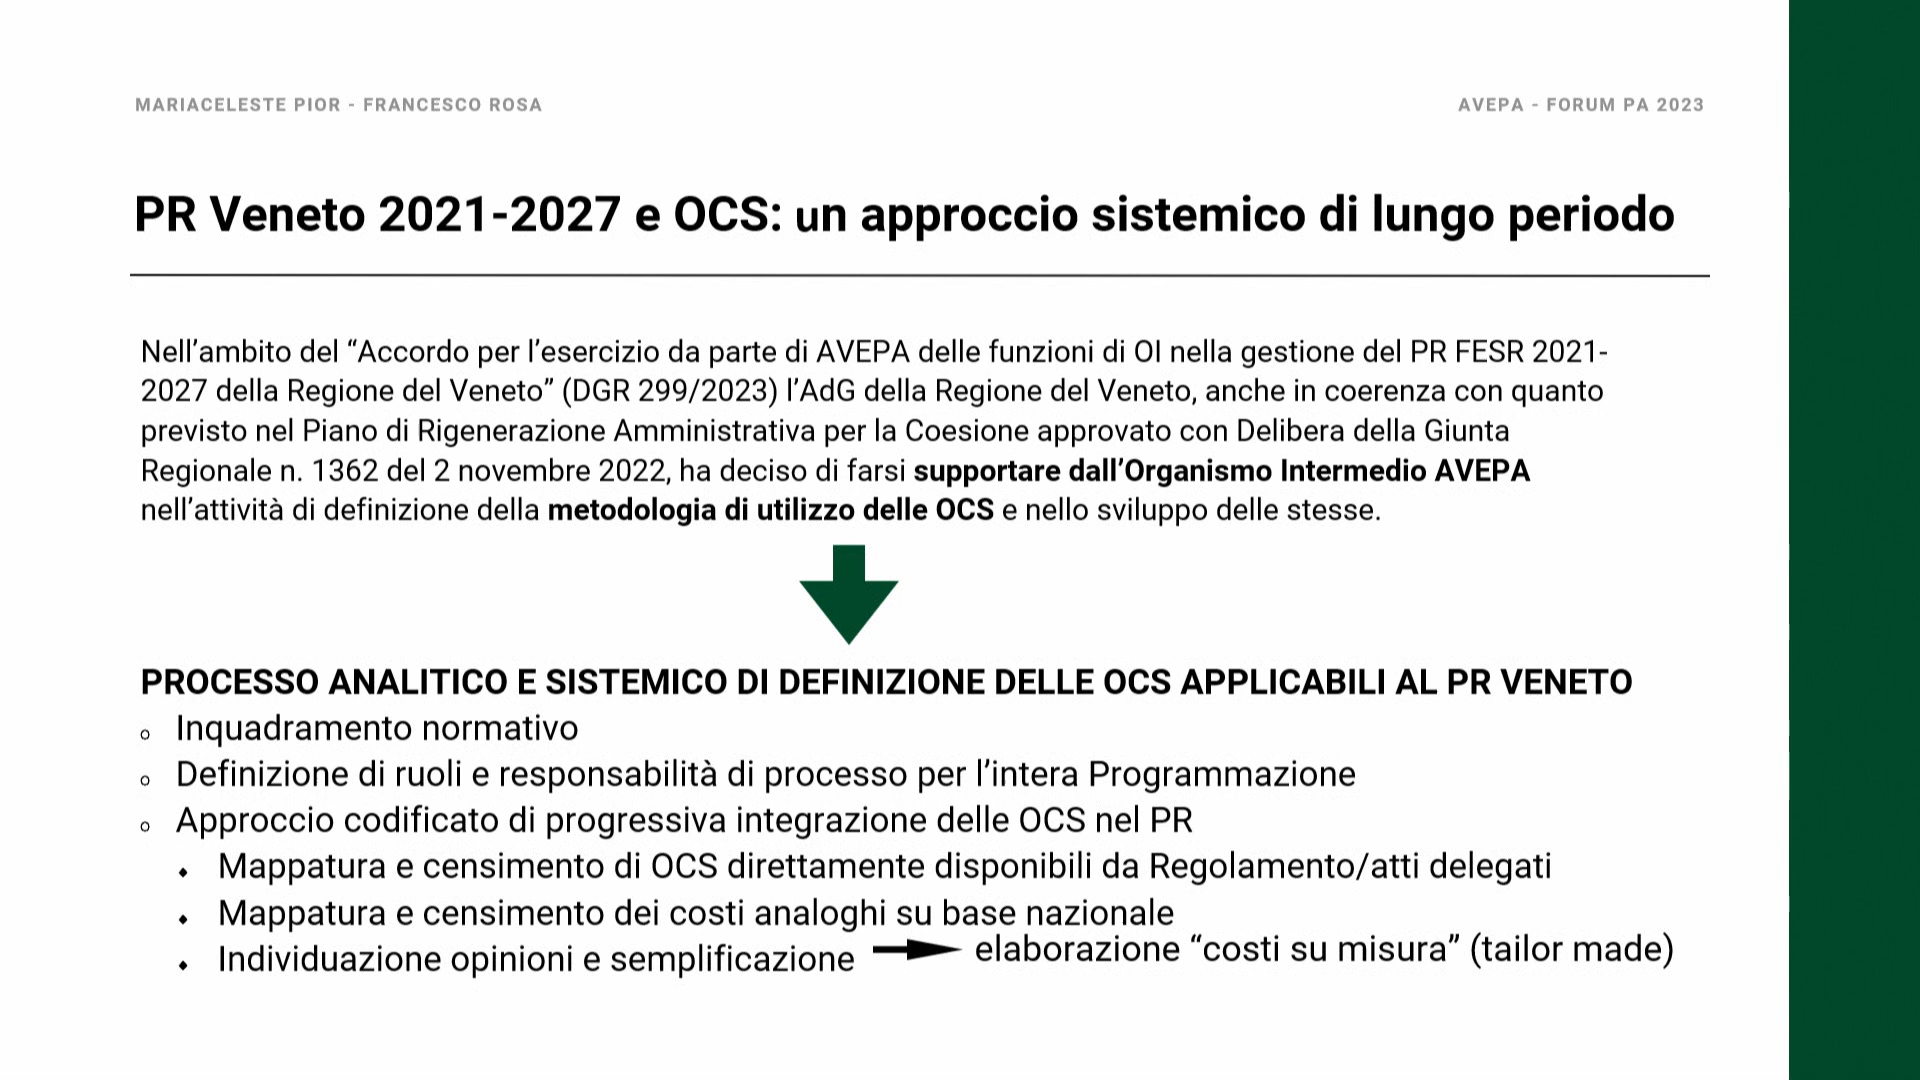 MARIACELESTE PIOR - FRANCESCO ROSA
AVEPA - FORUM PA 2023
PR Veneto 2021-2027 e OCS: un approccio sistemico di lungo periodo
Nell’ambito del “Accordo per l’esercizio da parte di AVEPA delle funzioni di OI nella gestione del PR FESR 2021-
2027 della Regione del Veneto” (DGR 299/2023) l’AdG della Regione del Veneto, anche in coerenza con quanto
previsto nel Piano di Rigenerazione Amministrativa per la Coesione approvato con Delibera della Giunta
Regionale n. 1362 del 2 novembre 2022, ha deciso di farsi supportare dall’Organismo Intermedio AVEPA
nell’attività di definizione della metodologia di utilizzo delle OCS e nello sviluppo delle stesse.
PROCESSO ANALITICO E SISTEMICO DI DEFINIZIONE DELLE OCS APPLICABILI AL PR VENETO
Inquadramento normativo
Definizione di ruoli e responsabilità di processo per l’intera Programmazione
Approccio codificato di progressiva integrazione delle OCS nel PR
Mappatura e censimento di OCS direttamente disponibili da Regolamento/atti delegati
Mappatura e censimento dei costi analoghi su base nazionale
Individuazione opinioni e semplificazione
elaborazione “costi su misura” (tailor made)